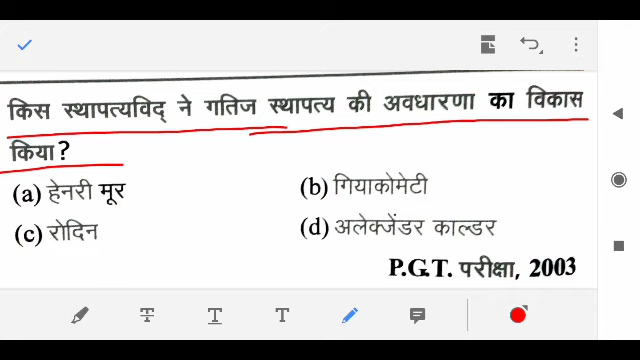 किस स्थापत्यविद् ने गतिज स्थापत्य की अवधारणा का विकास
किया?
(a) हेनरी मूर (b) गियाकोमेटी
(c) रोदिन (d) अलेक्जेंडर काल्डर
P.G.T. परीक्षा, 2003